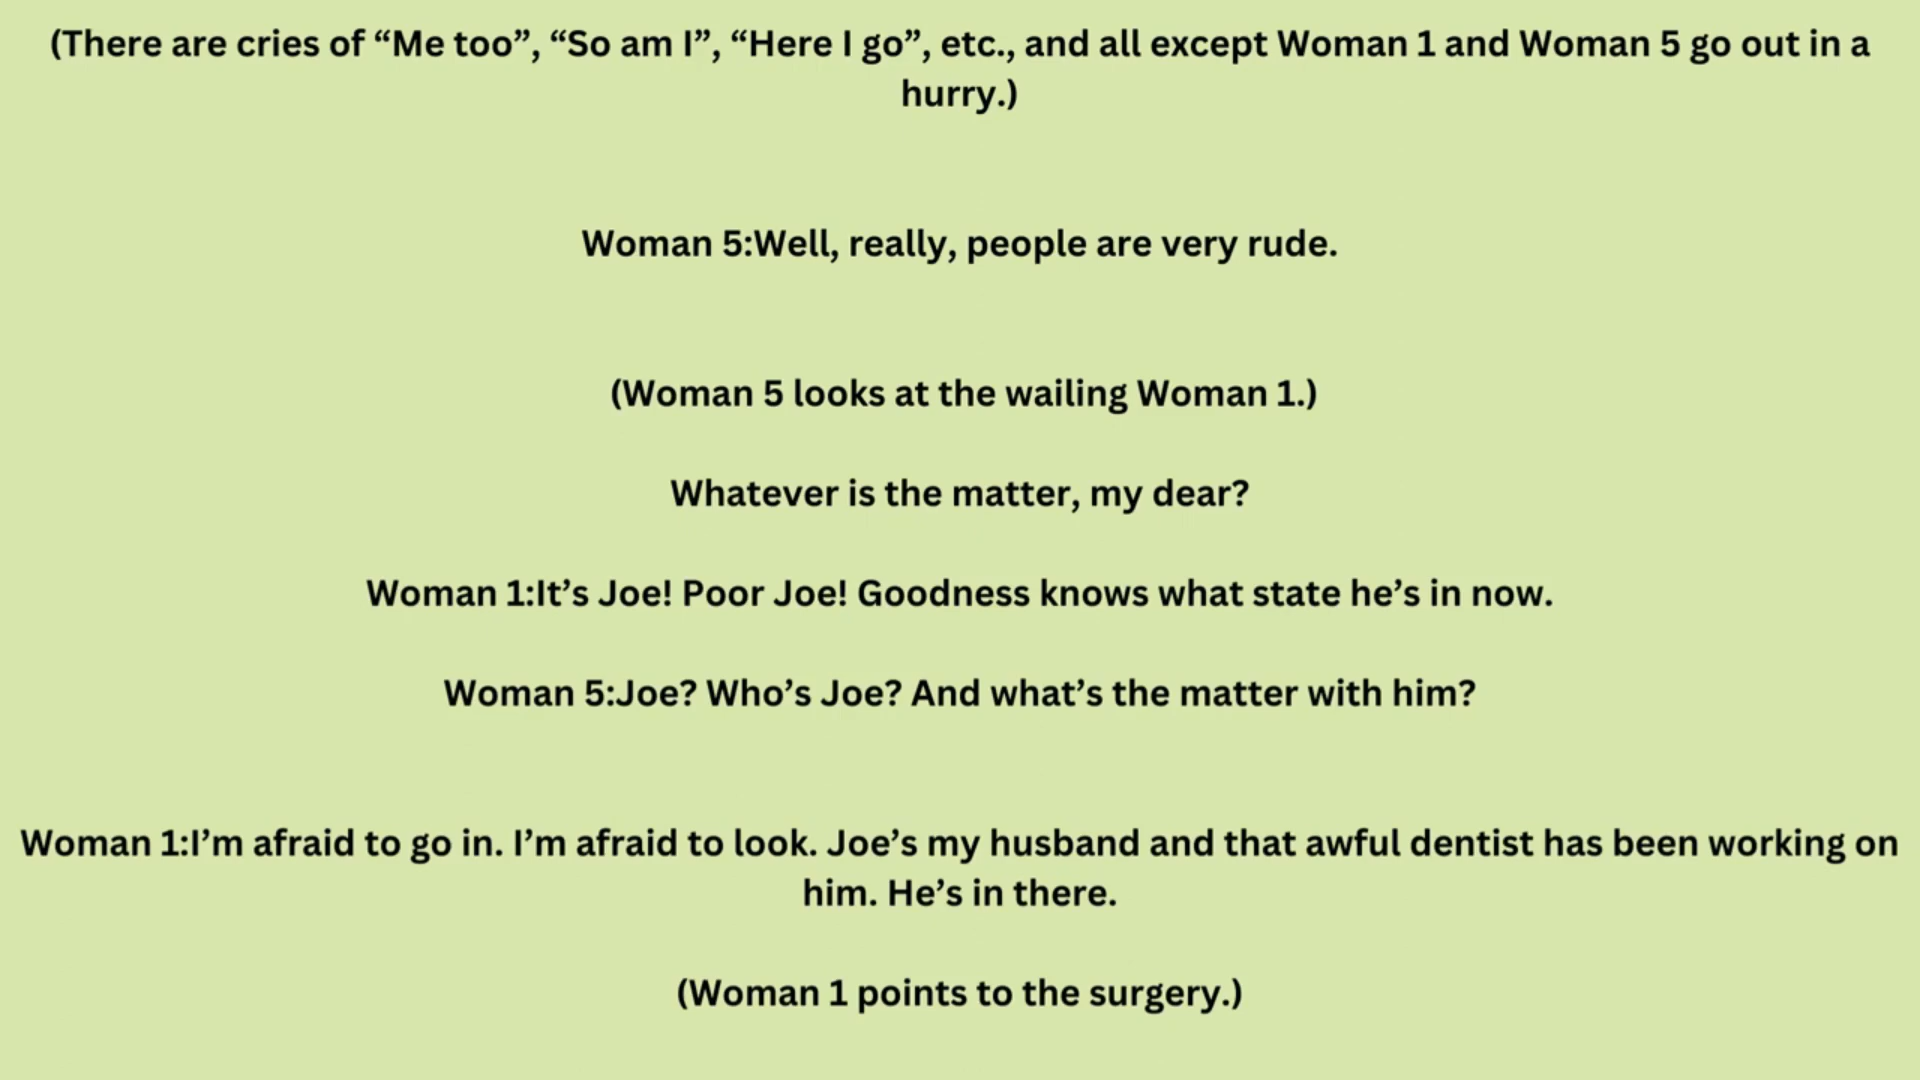 (There are cries of “Me too”, “So am I”, “Here I go”, etc., and all except Woman 1 and Woman 5 go out in a
hurry.)
Woman 5:Well, really, people are very rude.
(Woman 5 looks at the wailing Woman 1.)
Whatever is the matter, my dear?
Woman 1:It’s Joe! Poor Joe! Goodness knows what state he’s in now.
Woman 5:Joe? Who’s Joe? And what’s the matter with him?
Woman 1:I’m afraid to go in. I’m afraid to look. Joe’s my husband and that awful dentist has been working on
him. He’s in there.
(Woman 1 points to the surgery.)